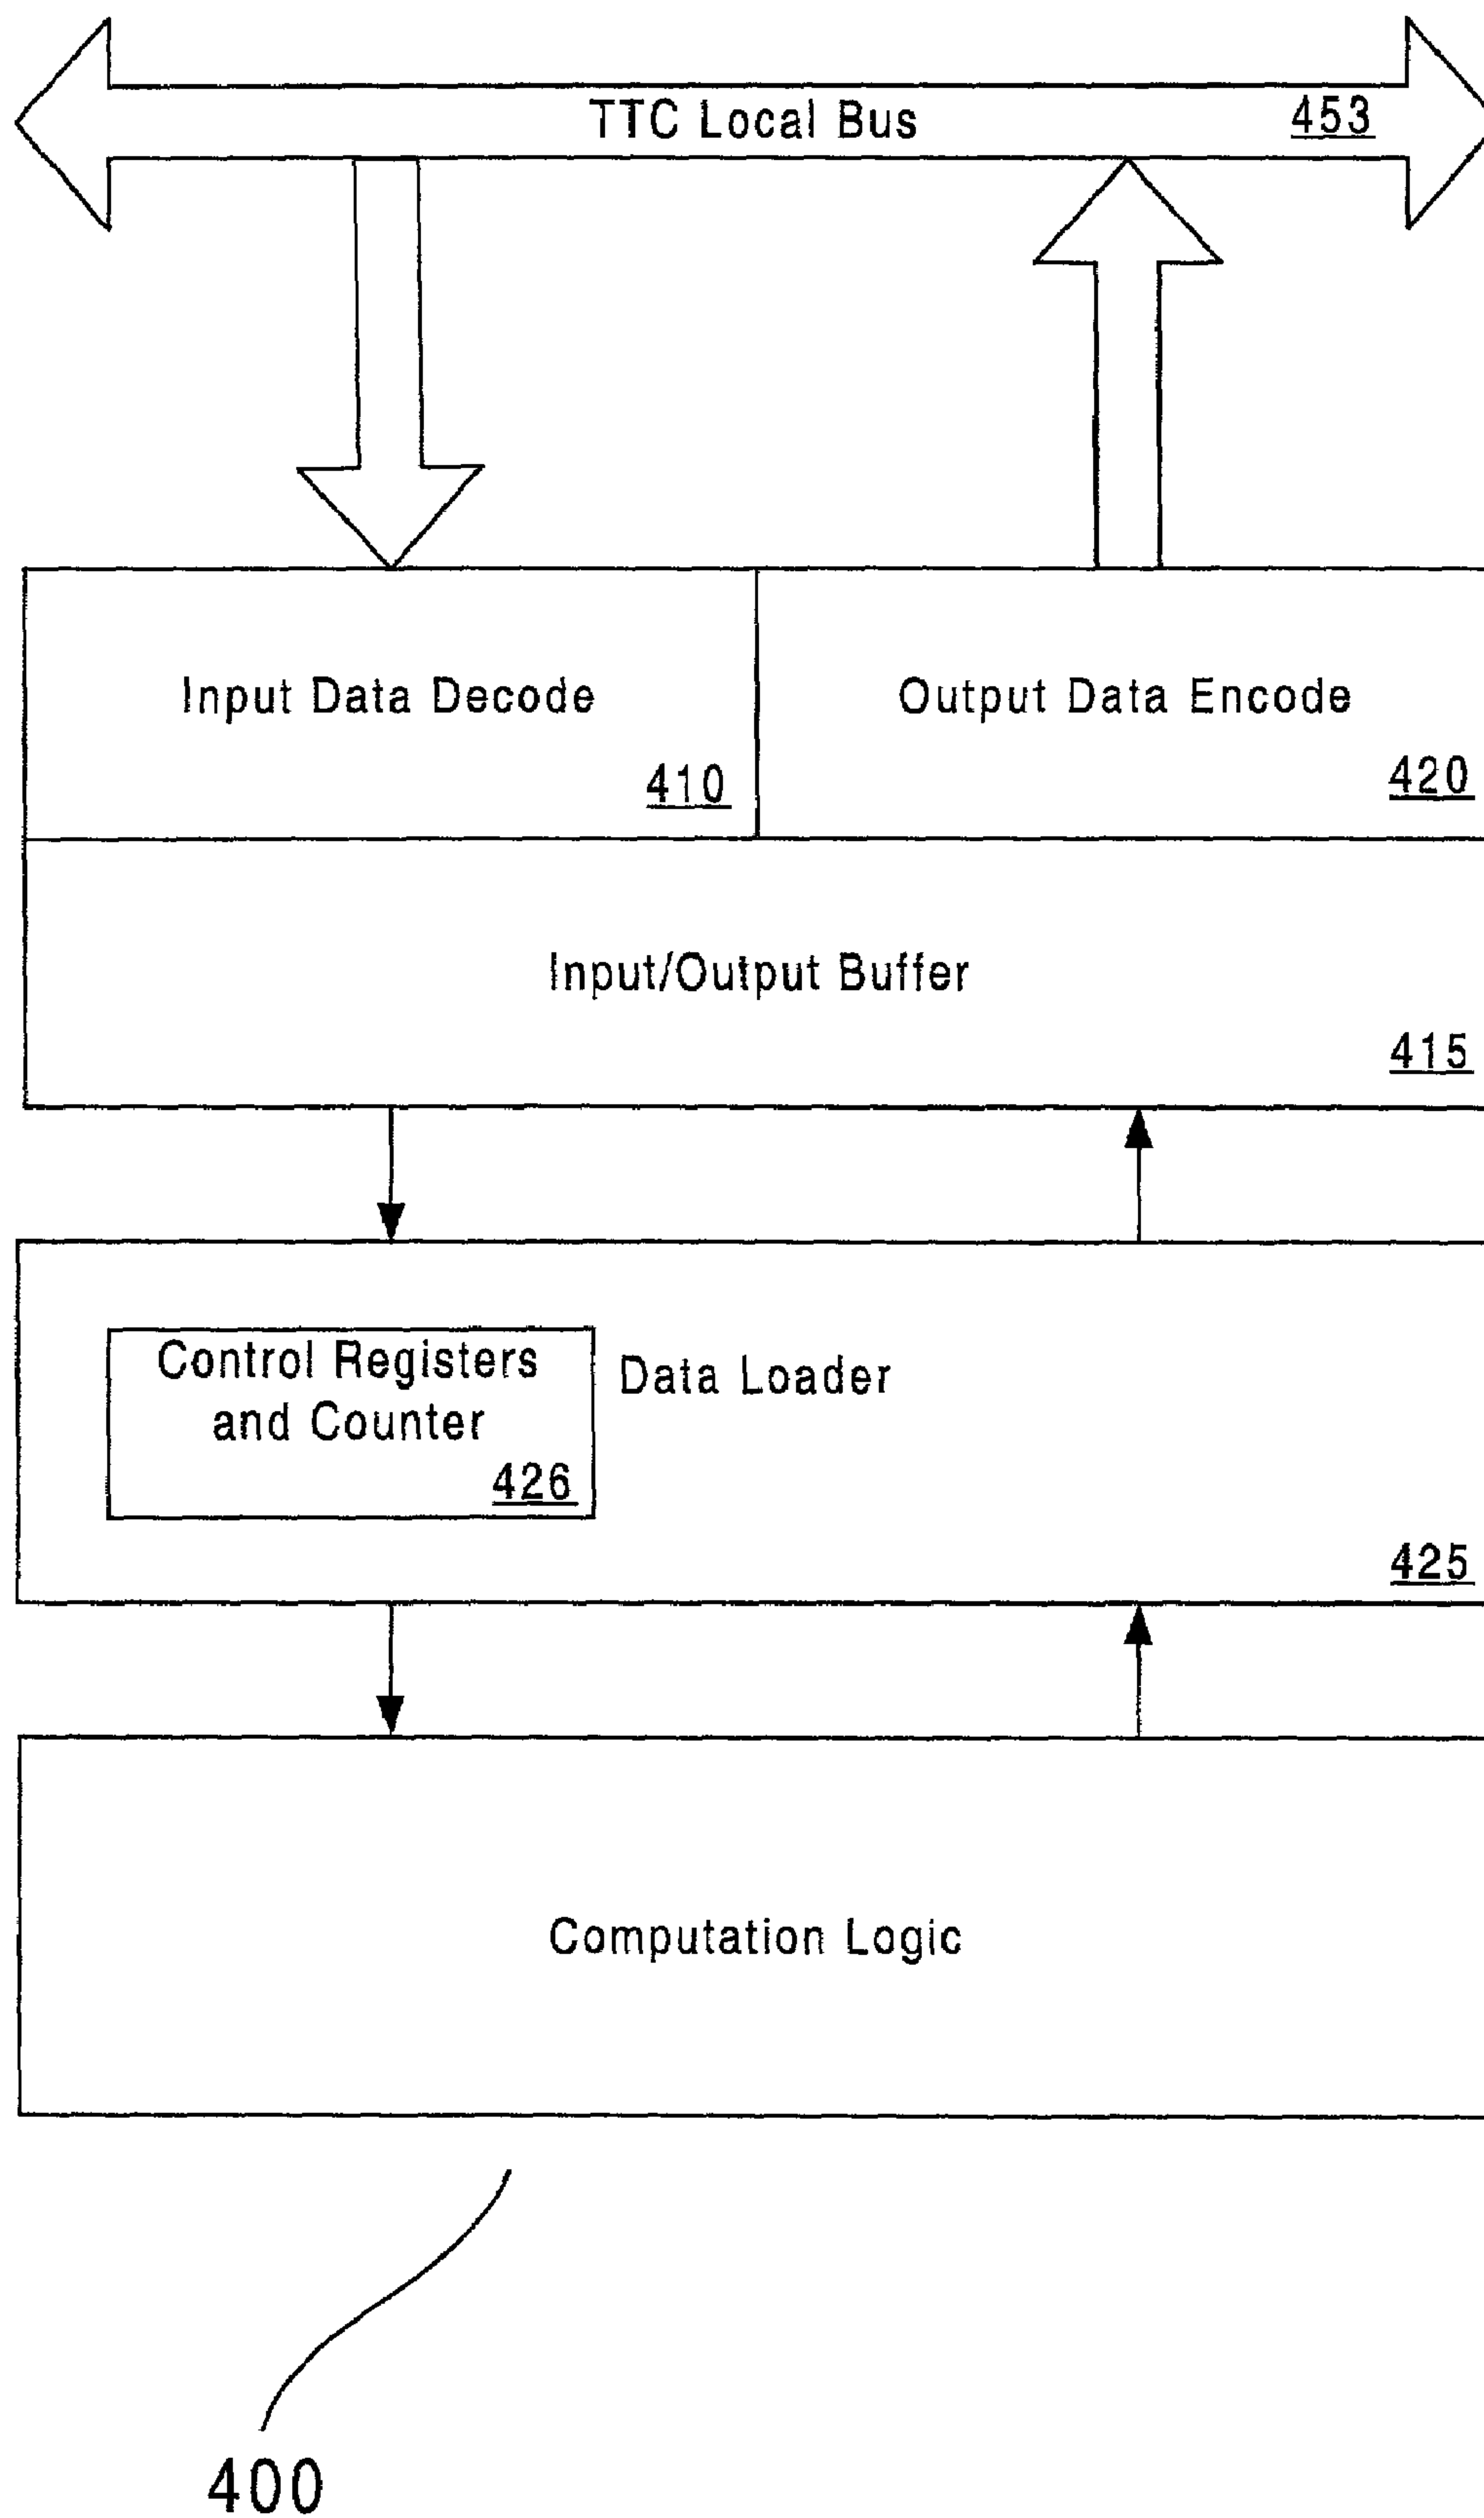 TTC Local Bus 453
Input Data Decode
410
Output Data Encode
420
Input/Output Buffer
415
Control Registers
and Counter
426
Data Loader
425
Computation Logic
400